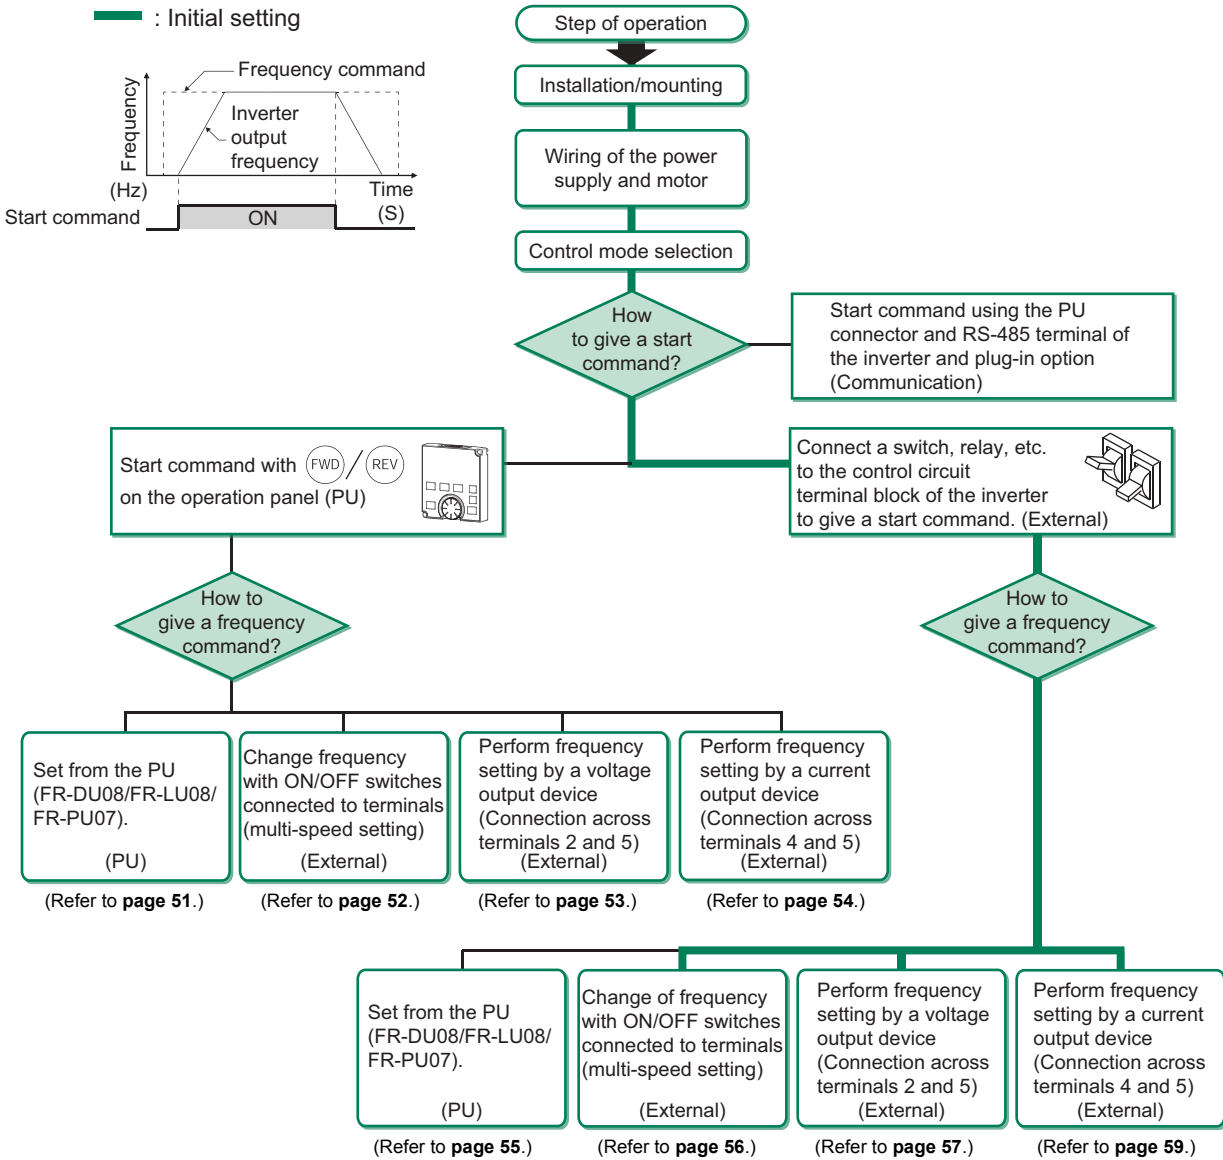 : Initial setting
Frequency command
Inverter
output
frequency
Frequency
(Hz)
Time
(S)
Start command
ON
Step of operation
Installation/mounting
Wiring of the power
supply and motor
Control mode selection
How
to give a start
command?
Start command using the PU
connector and RS-485 terminal of
the inverter and plug-in option
(Communication)
Start command with FWD / REV
on the operation panel (PU)
Connect a switch, relay, etc.
to the control circuit
terminal block of the inverter
to give a start command. (External)
How to
give a frequency
command?
How to
give a frequency
command?
Set from the PU
(FR-DU08/FR-LU08/
FR-PU07).
(PU)
(Refer to page 51.)
Change frequency
with ON/OFF switches
connected to terminals
(multi-speed setting)
(External)
(Refer to page 52.)
Perform frequency
setting by a voltage
output device
(Connection across
terminals 2 and 5)
(External)
(Refer to page 53.)
Perform frequency
setting by a current
output device
(Connection across
terminals 4 and 5)
(External)
(Refer to page 54.)
Set from the PU
(FR-DU08/FR-LU08/
FR-PU07).
(PU)
(Refer to page 55.)
Change of frequency
with ON/OFF switches
connected to terminals
(multi-speed setting)
(External)
(Refer to page 56.)
Perform frequency
setting by a voltage
output device
(Connection across
terminals 2 and 5)
(External)
(Refer to page 57.)
Perform frequency
setting by a current
output device
(Connection across
terminals 4 and 5)
(External)
(Refer to page 59.)